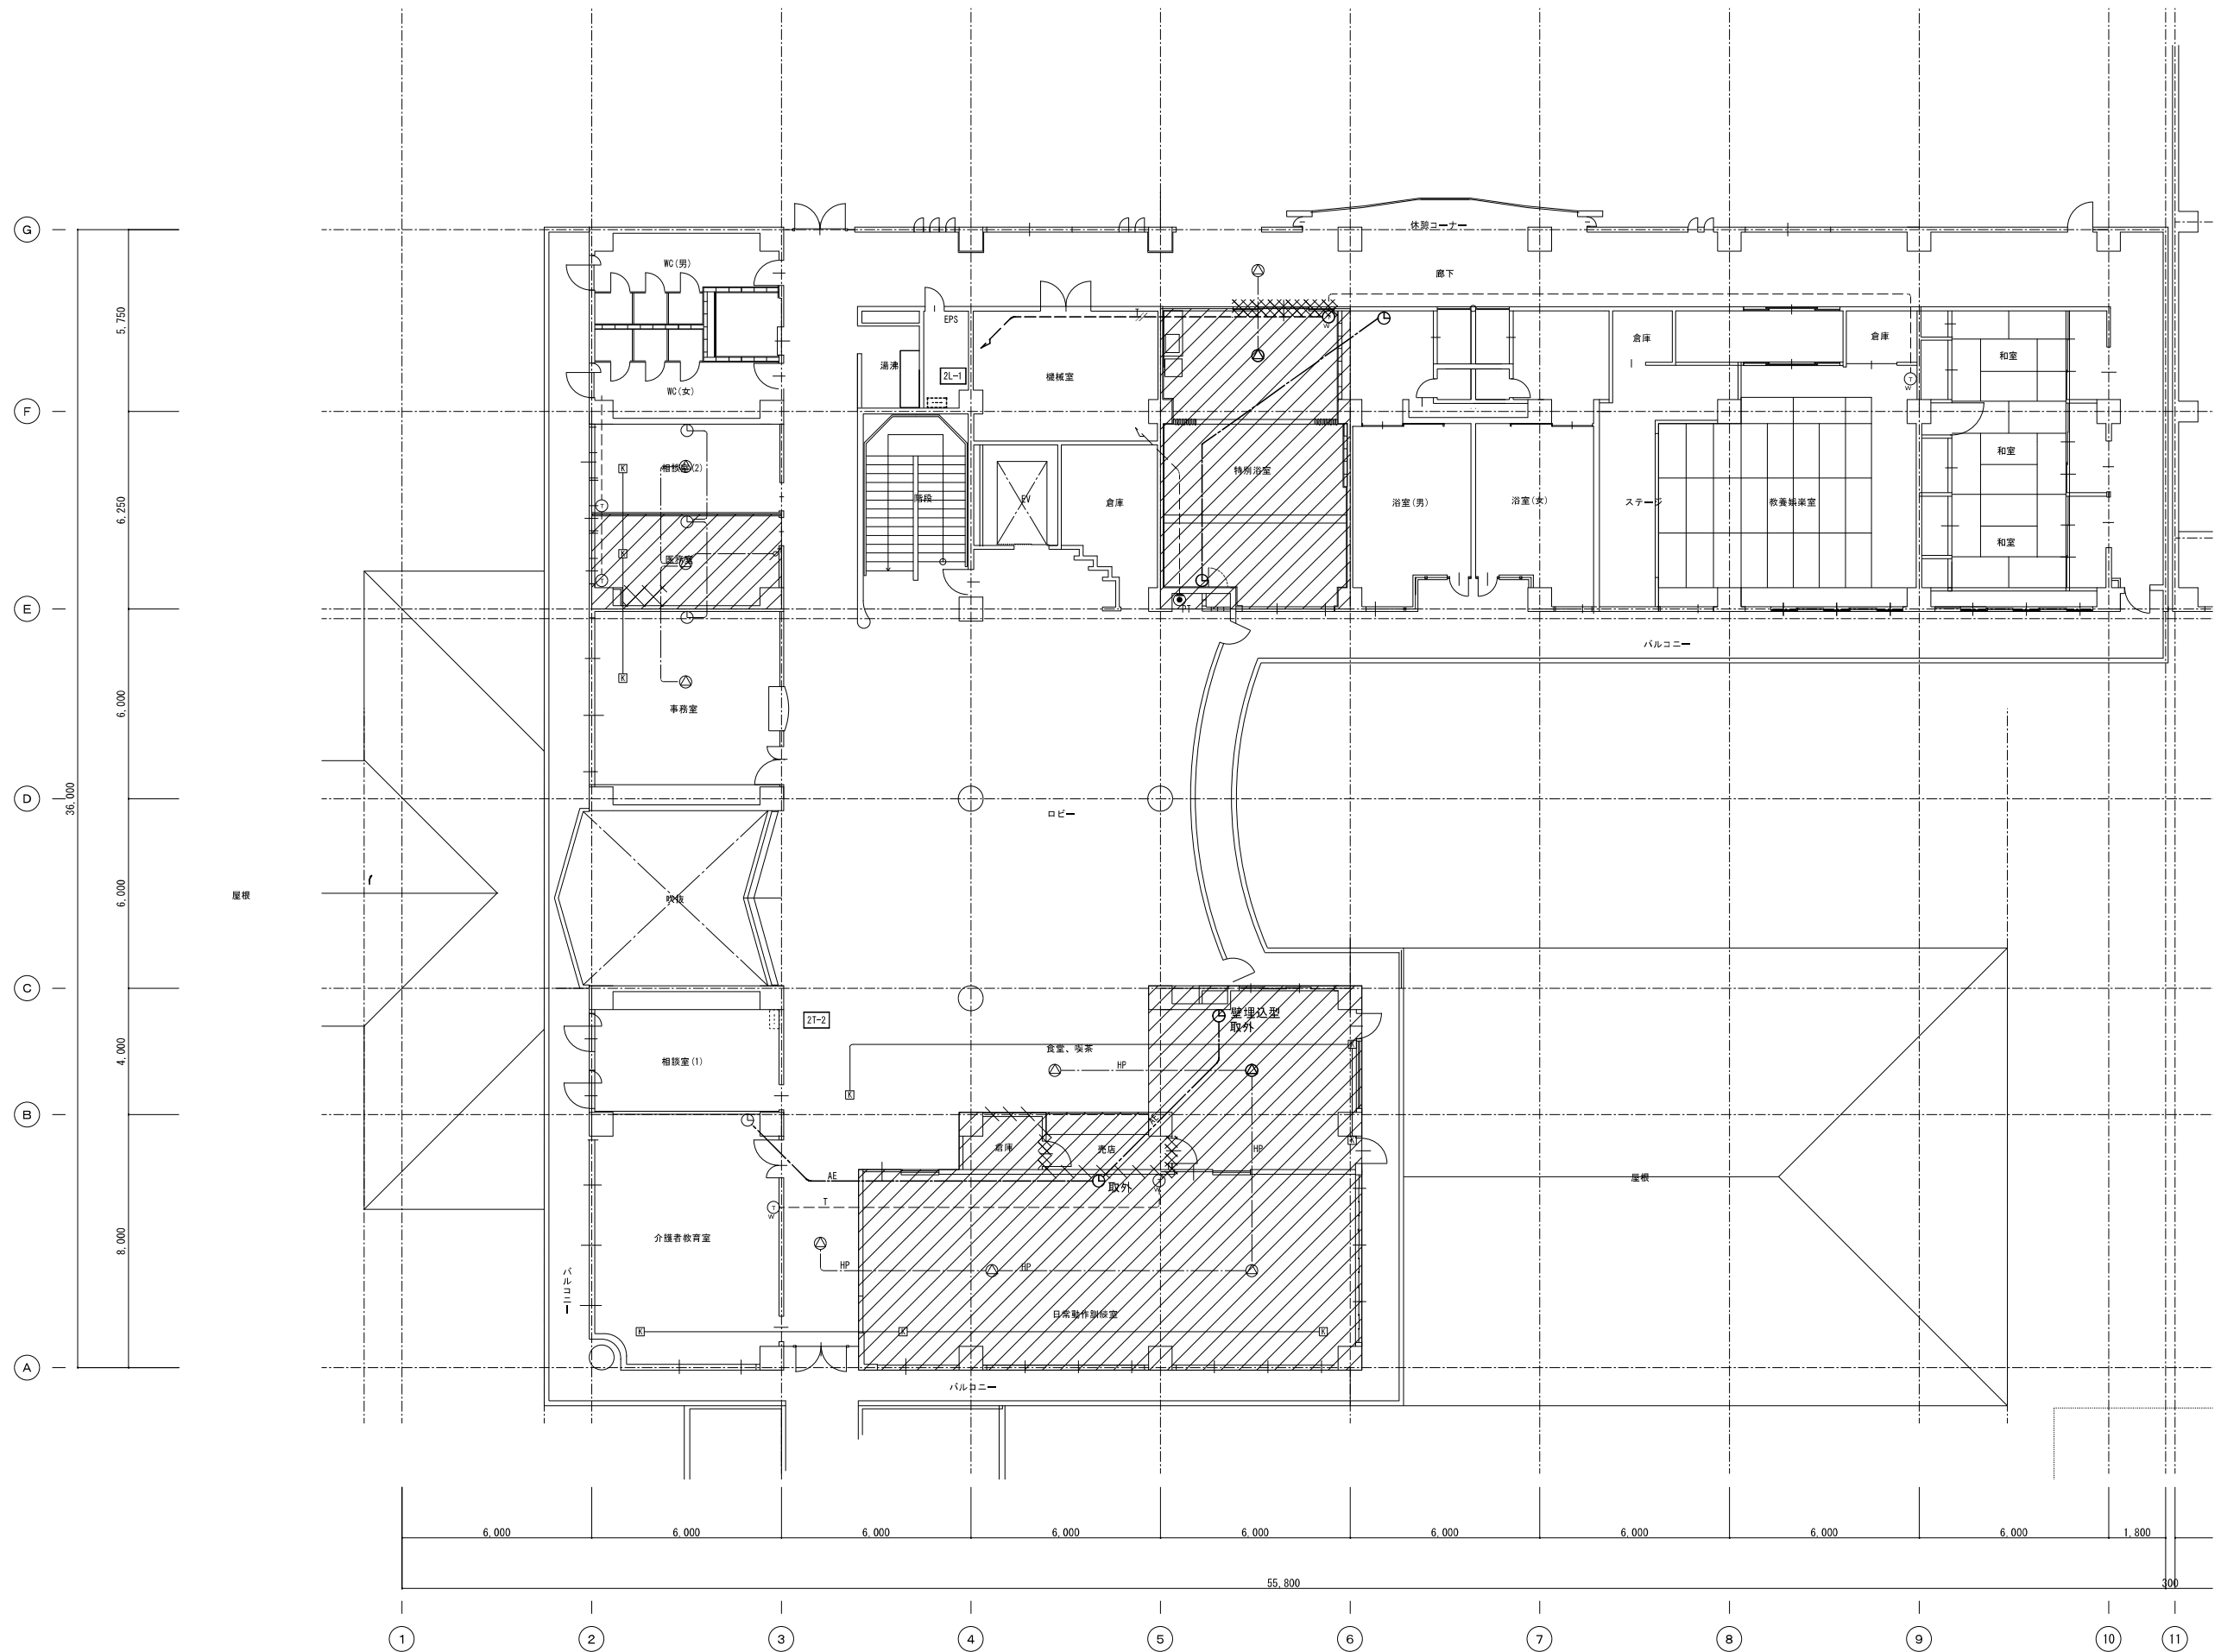 G
休憩コーナー
WC(男)
廊下
5,750
EPS
W
倉庫
倉庫
和室
湯沸
2L-1
機械室
T
W
WC(女)
F
相談室(2)
K
特別浴室
和室
階段
EV
倉庫
浴室(男)
浴室(女)
ステージ
教養娯楽室
6,250
T
K
医務室
和室
T
E
バルコニー
K
6,000
事務室
D
36,000
ロビー
6,000
屋根
吹抜
C
壁埋込型
取外
2T-2
4,000
相談室(1)
食堂、喫茶
K
HP
K
B
倉庫
売店
K
HP
AE
取外
屋根
T
T
W
W
8,000
介護者教育室
HP
HP
バルコニー
日常動作訓練室
K
K
K
A
バルコニー
6,000
6,000
6,000
6,000
6,000
6,000
6,000
6,000
6,000
1,800
55,800
300
1
2
3
4
5
6
7
8
9
10
11